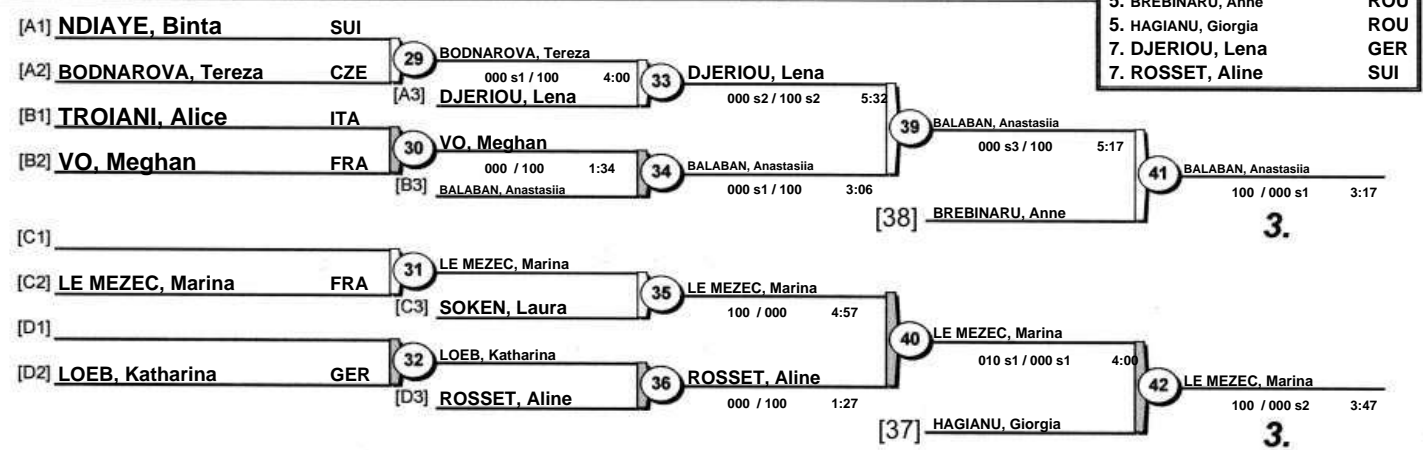 5. BREBINARU, Anne ROU
5. HAGIANU, Giorgia ROU
7. DJERIOU, Lena GER
7. ROSSET, Aline SUI
[A1] NDIAYE, Binta SUI
29
BODNAROVA, Tereza
000 s1 / 100 4:00
[A2] BODNAROVA, Tereza CZE
[A3] DJERIOU, Lena
33
DJERIOU, Lena
000 s2 / 100 s2 5:32
[B1] TROIANI, Alice ITA
30
VO, Meghan
000 / 100 1:34
[B2] VO, Meghan FRA
[B3] BALABAN, Anastasiia
34
BALABAN, Anastasiia
000 s1 / 100 3:06
39
BALABAN, Anastasiia
000 s3 / 100 5:17
[38] BREBINARU, Anne
41
BALABAN, Anastasiia
100 / 000 s1 3:17
3.
[C1]
31
LE MEZEC, Marina
[C2] LE MEZEC, Marina FRA
[C3] SOKEN, Laura
35
LE MEZEC, Marina
100 / 000 4:57
[D1]
32
LOEB, Katharina
[D2] LOEB, Katharina GER
[D3] ROSSET, Aline
36
ROSSET, Aline
000 / 100 1:27
40
LE MEZEC, Marina
010 s1 / 000 s1 4:00
[37] HAGIANU, Giorgia
42
LE MEZEC, Marina
100 / 000 s2 3:47
3.